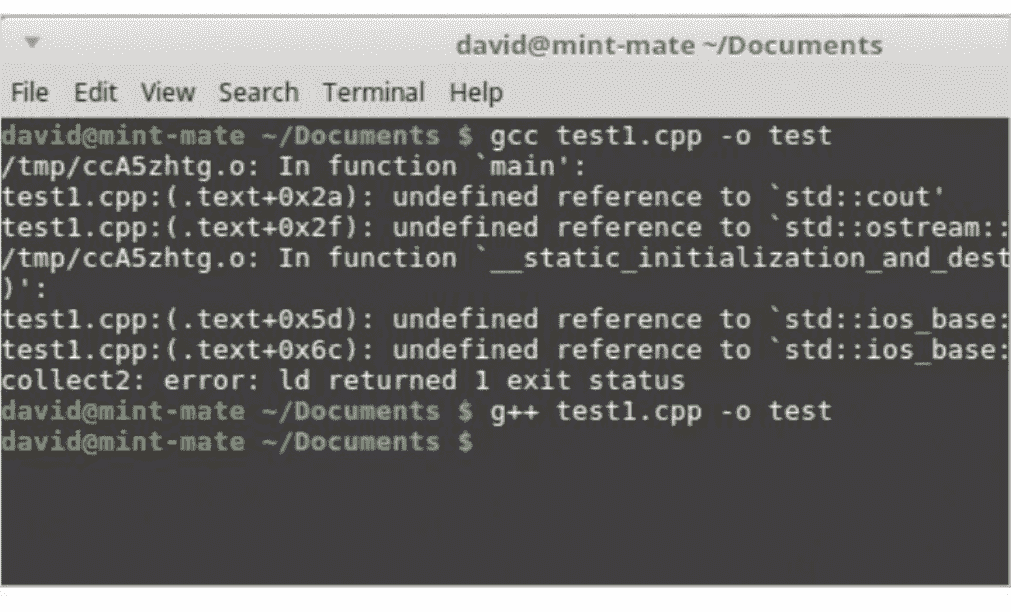 david@mint-mate ~/Documents
File Edit View Search Terminal Help
david@mint-mate ~/Documents $ gcc test1.cpp -o test
/tmp/ccA5zhtg.o: In function `main':
test1.cpp:(.text+0x2a): undefined reference to `std::cout'
test1.cpp:(.text+0x2f): undefined reference to `std::ostream::
/tmp/ccA5zhtg.o: In function `__static_initialization_and_dest
)':
test1.cpp:(.text+0x5d): undefined reference to `std::ios_base:
test1.cpp:(.text+0x6c): undefined reference to `std::ios_base:
collect2: error: ld returned 1 exit status
david@mint-mate ~/Documents $ g++ test1.cpp -o test
david@mint-mate ~/Documents $